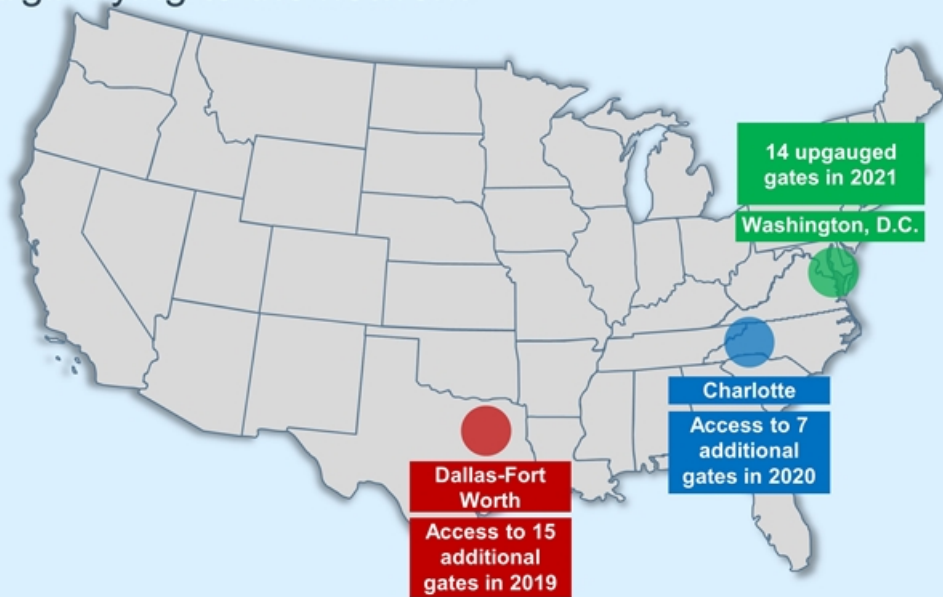 14 upgauged
gates in 2021
Washington, D.C.
Charlotte
Access to 7
additional
gates in 2020
Dallas-Fort
Worth
Access to 15
additional
gates in 2019